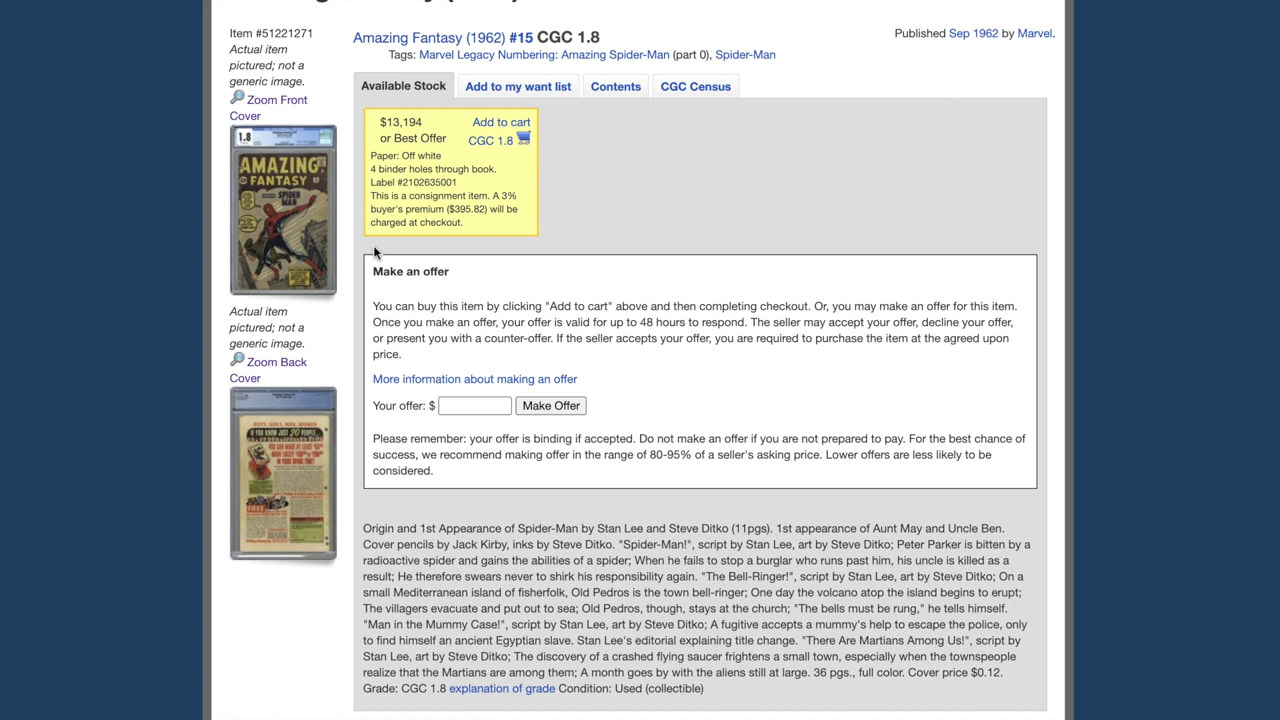 Item #51221271
Actual item
pictured; not a
generic image.
Zoom Front
Cover
1.8
AMAZING
FANTASY
SPIDER
MAN
Actual item
pictured; not a
generic image.
Zoom Back
Cover
BOYS, GIRLS, MEN, WOMEN
IF YOU KNOW JUST 20 PEOPLE
FREE
Amazing Fantasy (1962) #15 CGC 1.8
Published Sep 1962 by Marvel.
Tags: Marvel Legacy Numbering: Amazing Spider-Man (part 0), Spider-Man
Available Stock
Add to my want list
Contents
CGC Census
$13,194
or Best Offer
Add to cart
CGC 1.8
Paper: Off white
4 binder holes through book.
Label #2102635001
This is a consignment item. A 3%
buyer's premium ($395.82) will be
charged at checkout.
Make an offer
You can buy this item by clicking "Add to cart" above and then completing checkout. Or, you may make an offer for this item.
Once you make an offer, your offer is valid for up to 48 hours to respond. The seller may accept your offer, decline your offer,
or present you with a counter-offer. If the seller accepts your offer, you are required to purchase the item at the agreed upon
price.
More information about making an offer
Your offer: $
Make Offer
Please remember: your offer is binding if accepted. Do not make an offer if you are not prepared to pay. For the best chance of
success, we recommend making offer in the range of 80-95% of a seller's asking price. Lower offers are less likely to be
considered.
Origin and 1st Appearance of Spider-Man by Stan Lee and Steve Ditko (11pgs). 1st appearance of Aunt May and Uncle Ben.
Cover pencils by Jack Kirby, inks by Steve Ditko. "Spider-Man!", script by Stan Lee, art by Steve Ditko; Peter Parker is bitten by a
radioactive spider and gains the abilities of a spider; When he fails to stop a burglar who runs past him, his uncle is killed as a
result; He therefore swears never to shirk his responsibility again. "The Bell-Ringer!", script by Stan Lee, art by Steve Ditko; On a
small Mediterranean island of fisherfolk, Old Pedros is the town bell-ringer; One day the volcano atop the island begins to erupt;
The villagers evacuate and put out to sea; Old Pedros, though, stays at the church; "The bells must be rung," he tells himself.
"Man in the Mummy Case!", script by Stan Lee, art by Steve Ditko; A fugitive accepts a mummy's help to escape the police, only
to find himself an ancient Egyptian slave. Stan Lee's editorial explaining title change. "There Are Martians Among Us!", script by
Stan Lee, art by Steve Ditko; The discovery of a crashed flying saucer frightens a small town, especially when the townspeople
realize that the Martians are among them; A month goes by with the aliens still at large. 36 pgs., full color. Cover price $0.12.
Grade: CGC 1.8 explanation of grade Condition: Used (collectible)